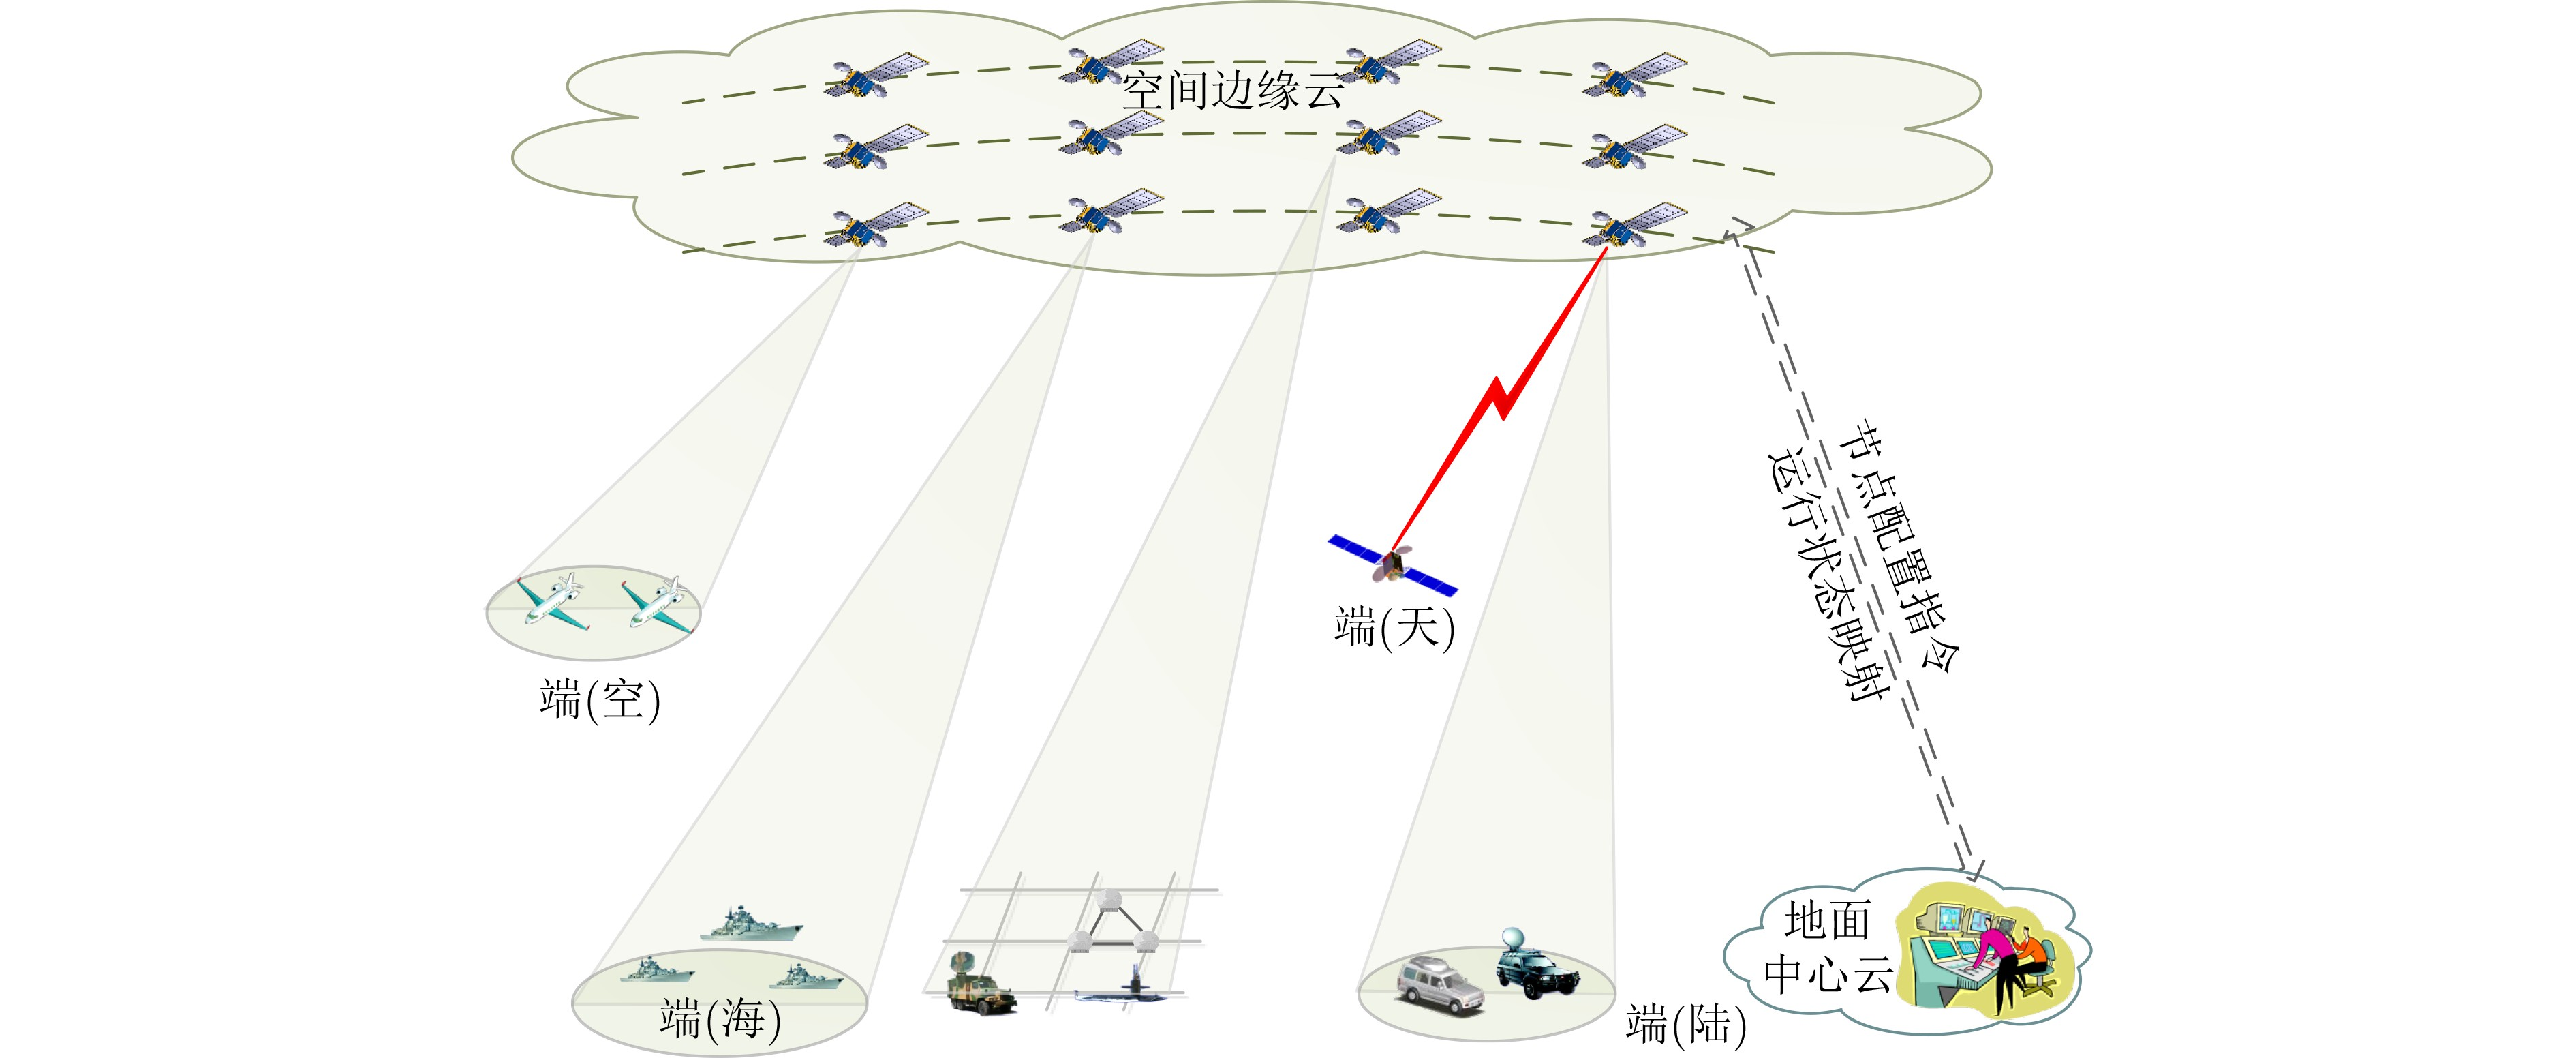 空间边缘云
节点配置指令
运行状态映射
端(天)
端(空)
地面
中心云
端(海)
端(陆)